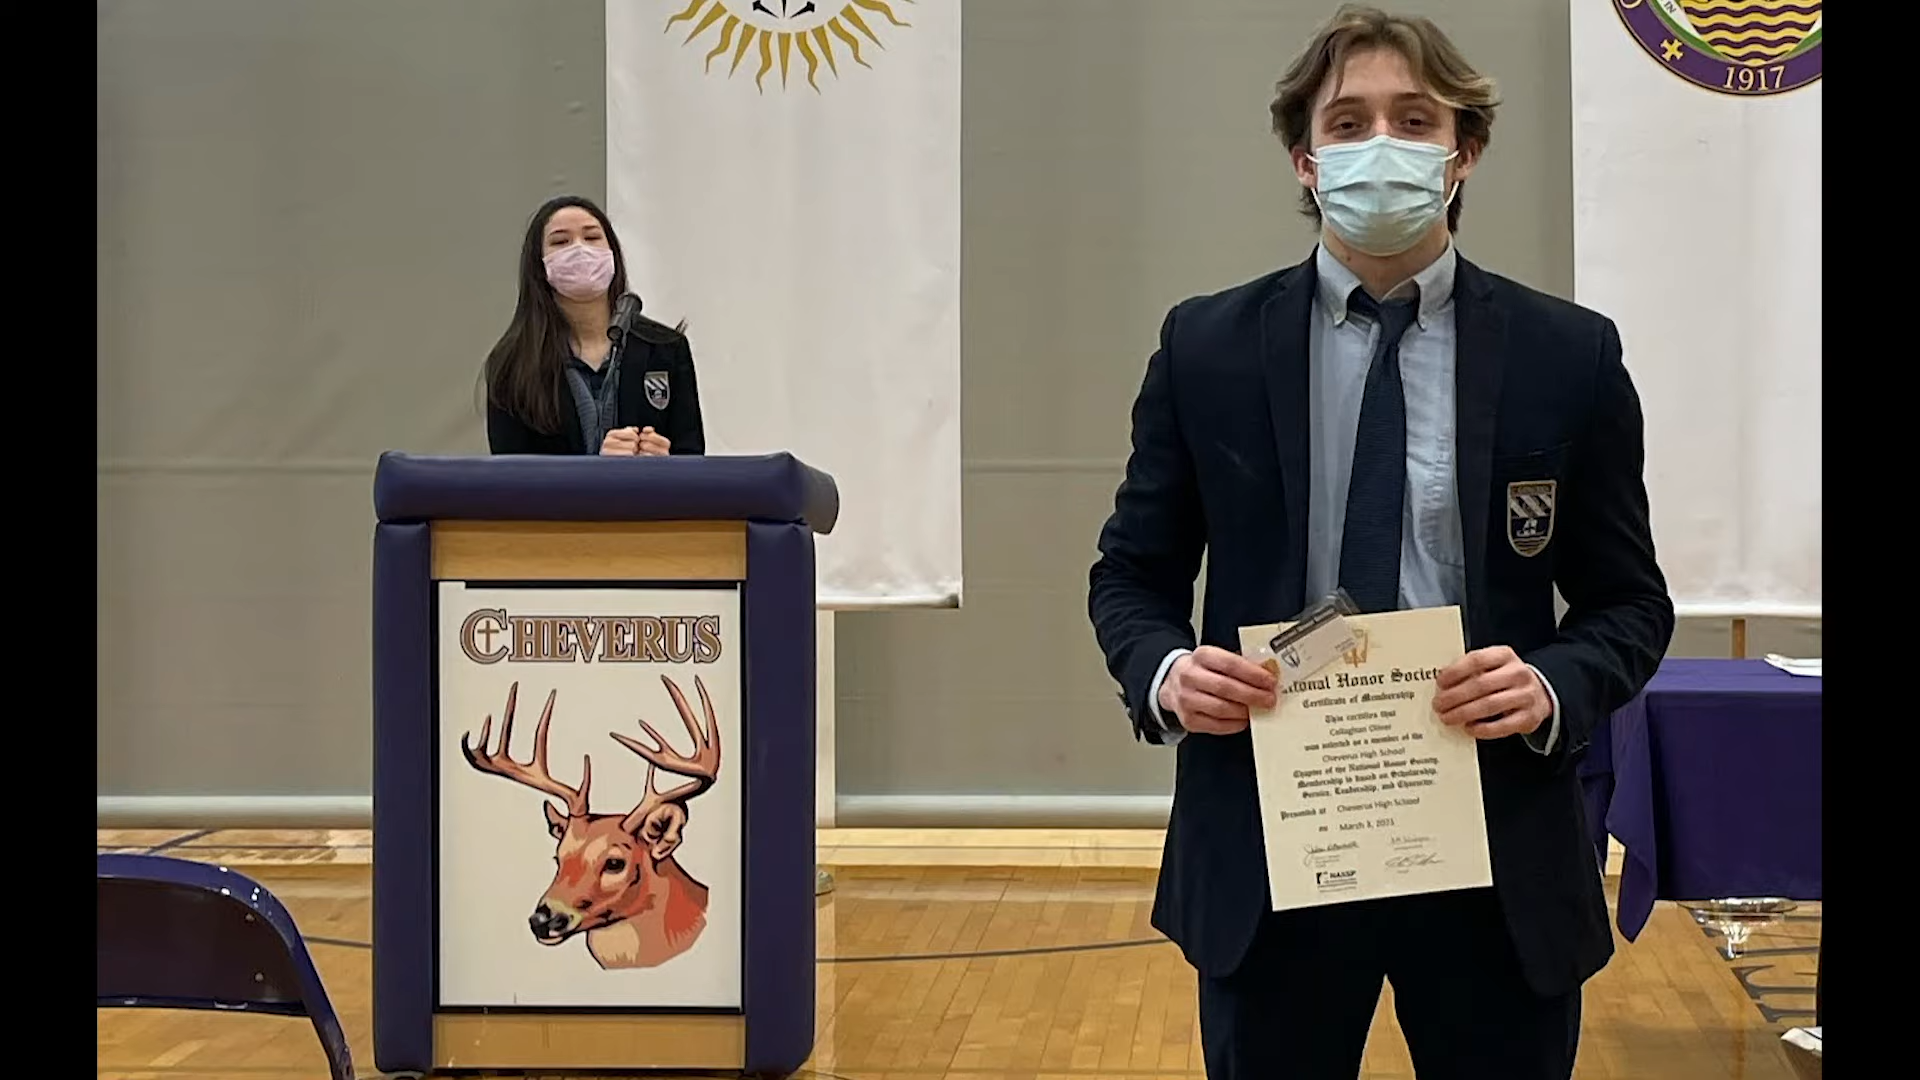 1917
CHEVERUS
National Honor Society
Certificate of Membership
This certifies that
Callaghan Oliver
was selected as a member of the
Cheverus High School
Chapter of the National Honor Society.
Membership is based on Scholarship,
Service, Leadership, and Character.
Presented at Cheverus High School
on March 3, 2021
NASSP